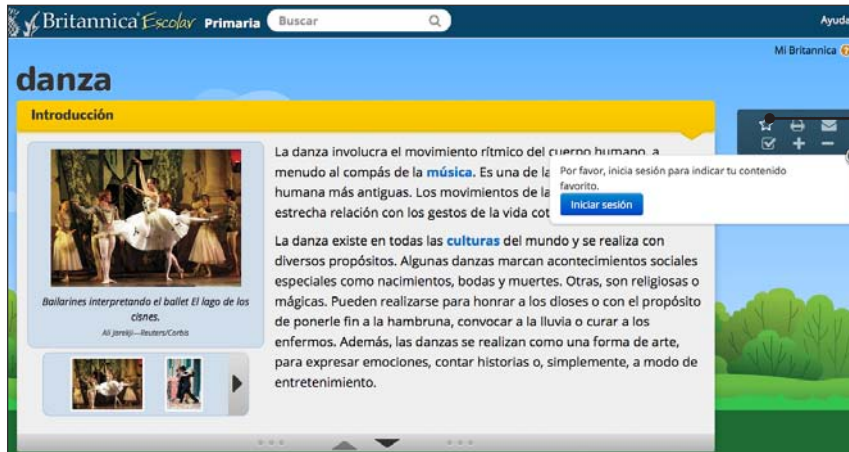 Britannica Escolar Primaria
Buscar
Ayuda
Mi Britannica
danza
Introducción
La danza involucra el movimiento rítmico del cuerpo humano, a
menudo al compás de la música. Es una de la
humana más antiguas. Los movimientos de la
estrecha relación con los gestos de la vida cot
Por favor, inicia sesión para indicar tu contenido
favorito.
Iniciar sesión
La danza existe en todas las culturas del mundo y se realiza con
diversos propósitos. Algunas danzas marcan acontecimientos sociales
especiales como nacimientos, bodas y muertes. Otras, son religiosas o
mágicas. Pueden realizarse para honrar a los dioses o con el propósito
de ponerle fin a la hambruna, convocar a la lluvia o curar a los
enfermos. Además, las danzas se realizan como una forma de arte,
para expresar emociones, contar historias o, simplemente, a modo de
entretenimiento.
Bailarines interpretando el ballet El lago de los
cisnes.
Ali Jarekji—Reuters/Corbis